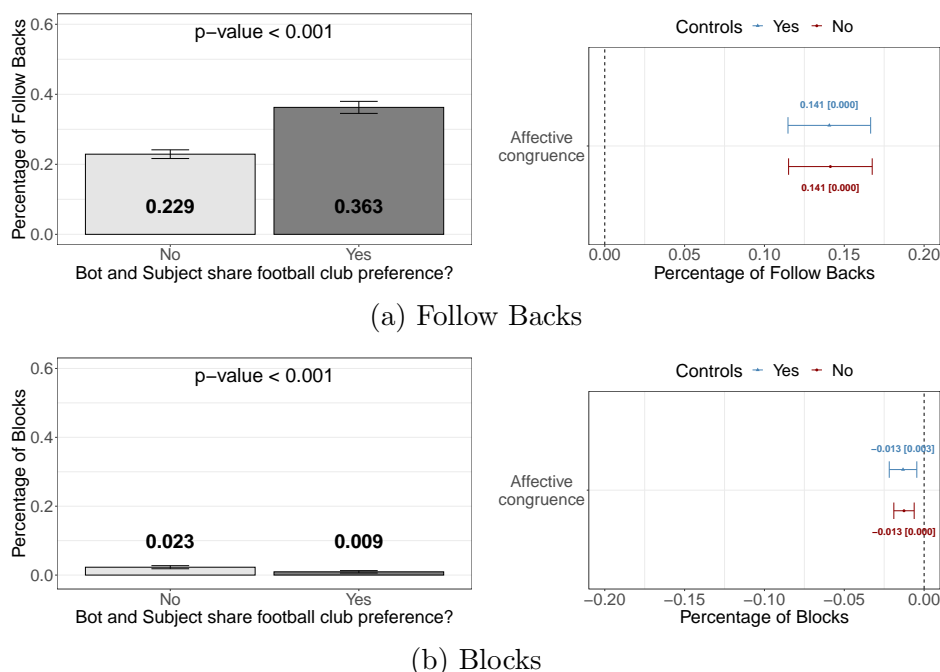 p−value < 0.001
Percentage of Follow Backs
0.6
0.4
0.2
0.0
0.229
0.363
No
Yes
Bot and Subject share football club preference?
Controls Yes No
Affective
congruence
0.141 [0.000]
0.141 [0.000]
0.00 0.05 0.10 0.15 0.20
Percentage of Follow Backs
(a) Follow Backs
p−value < 0.001
Percentage of Blocks
0.6
0.4
0.2
0.0
0.023
0.009
No
Yes
Bot and Subject share football club preference?
Controls Yes No
Affective
congruence
−0.013 [0.003]
−0.013 [0.000]
−0.20 −0.15 −0.10 −0.05 0.00
Percentage of Blocks
(b) Blocks